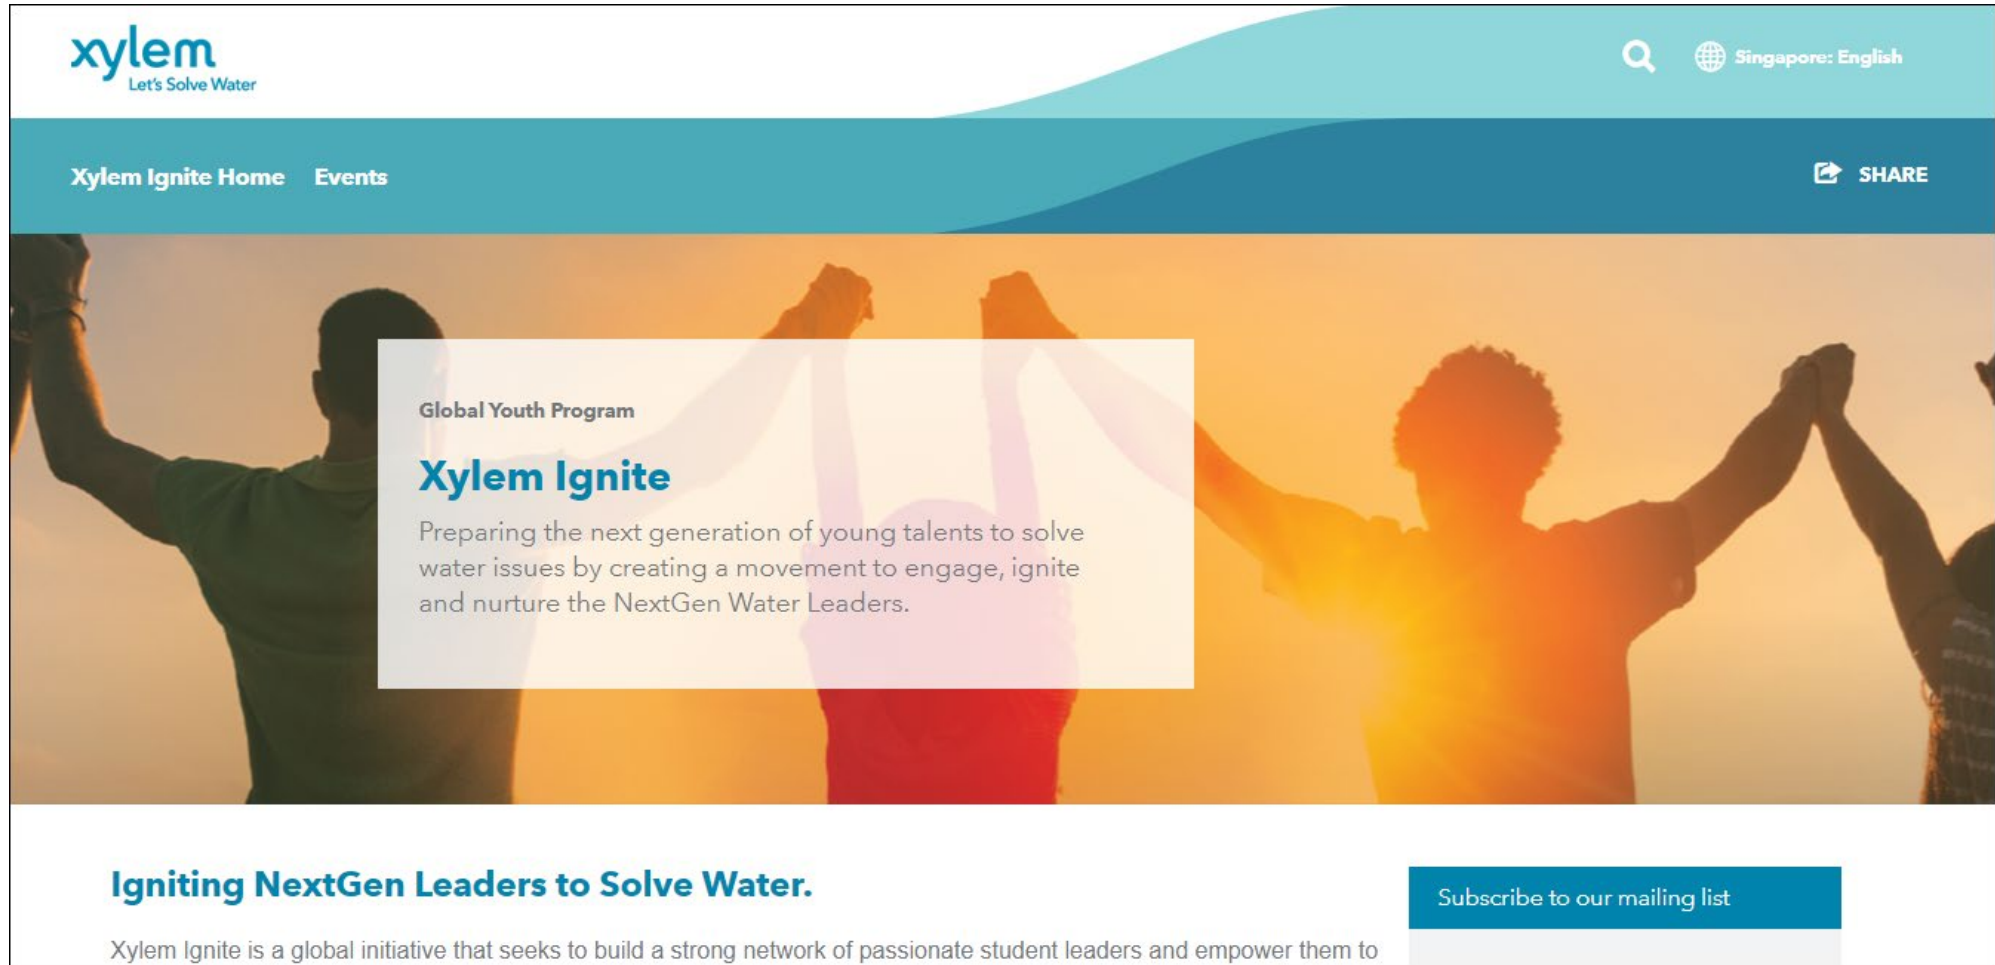 xylem
Let's Solve Water
Singapore: English
Xylem Ignite Home
Events
SHARE
Global Youth Program
Xylem Ignite
Preparing the next generation of young talents to solve
water issues by creating a movement to engage, ignite
and nurture the NextGen Water Leaders.
Igniting NextGen Leaders to Solve Water.
Xylem Ignite is a global initiative that seeks to build a strong network of passionate student leaders and empower them to
Subscribe to our mailing list